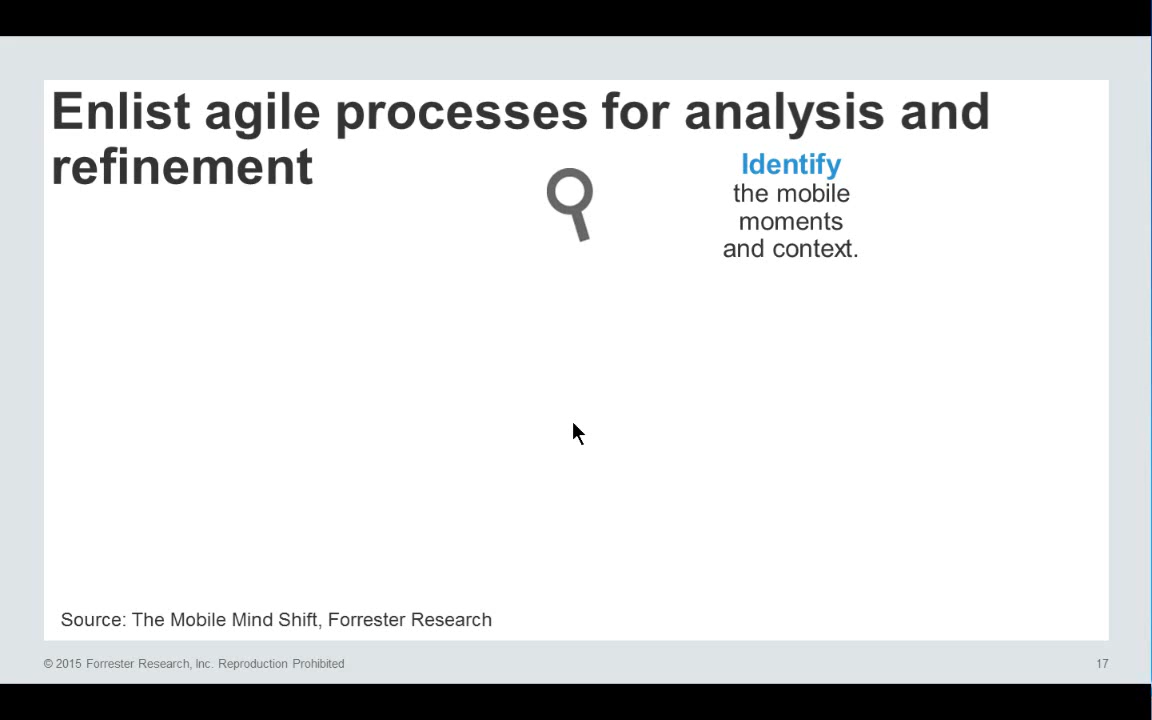 Enlist agile processes for analysis and
refinement
Identify
the mobile
moments
and context.
Source: The Mobile Mind Shift, Forrester Research
© 2015 Forrester Research, Inc. Reproduction Prohibited
17